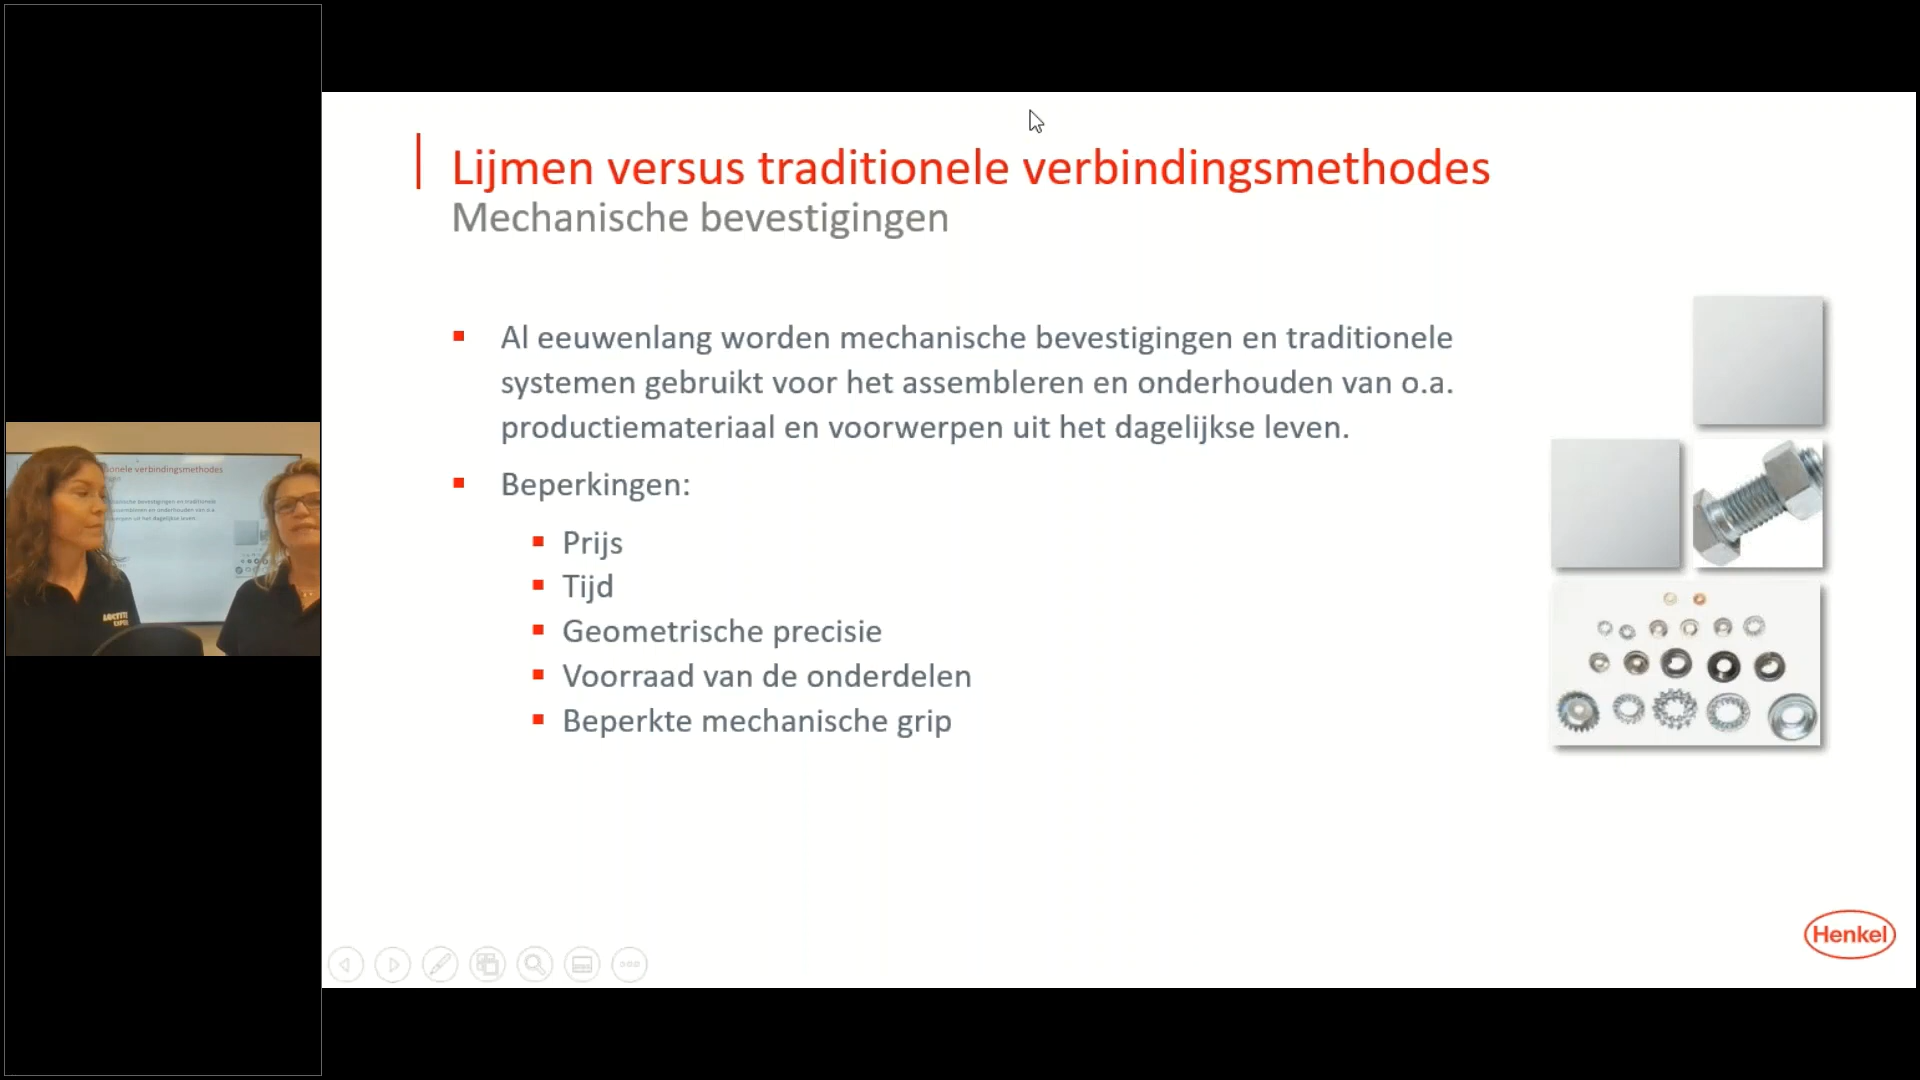 Lijmen versus traditionele verbindingsmethodes
Mechanische bevestigingen
Al eeuwenlang worden mechanische bevestigingen en traditionele
systemen gebruikt voor het assembleren en onderhouden van o.a.
productiemateriaal en voorwerpen uit het dagelijkse leven.
Beperkingen:
Prijs
Tijd
Geometrische precisie
Voorraad van de onderdelen
Beperkte mechanische grip
Henkel